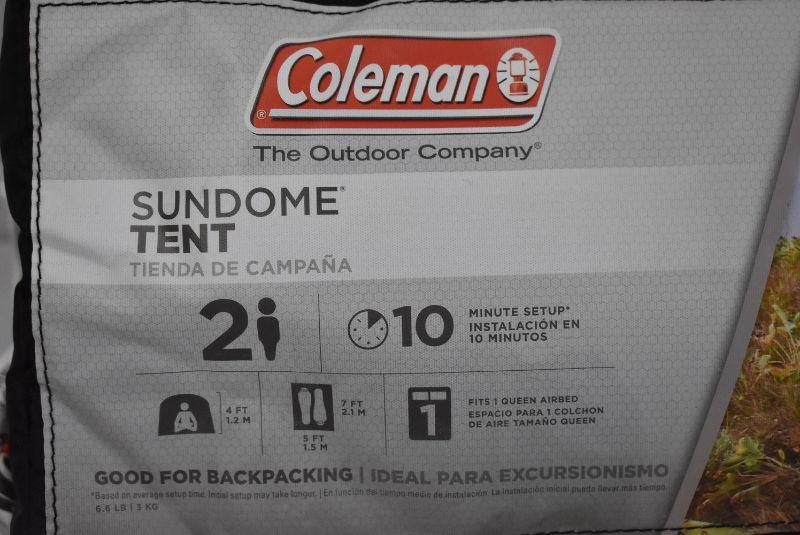 Coleman ®
The Outdoor Company®
SUNDOME®
TENT
TIENDA DE CAMPAÑA
2
10
MINUTE SETUP*
INSTALACIÓN EN
10 MINUTOS
4 FT
1.2 M
7 FT
2.1 M
5 FT
1.5 M
1
FITS 1 QUEEN AIRBED
ESPACIO PARA 1 COLCHON
DE AIRE TAMAÑO QUEEN
GOOD FOR BACKPACKING | IDEAL PARA EXCURSIONISMO
*Based on average setup time. Initial setup may take longer. | En función del tiempo medio de instalación. La instalación inicial puede llevar más tiempo.
6.6 LB | 3 KG